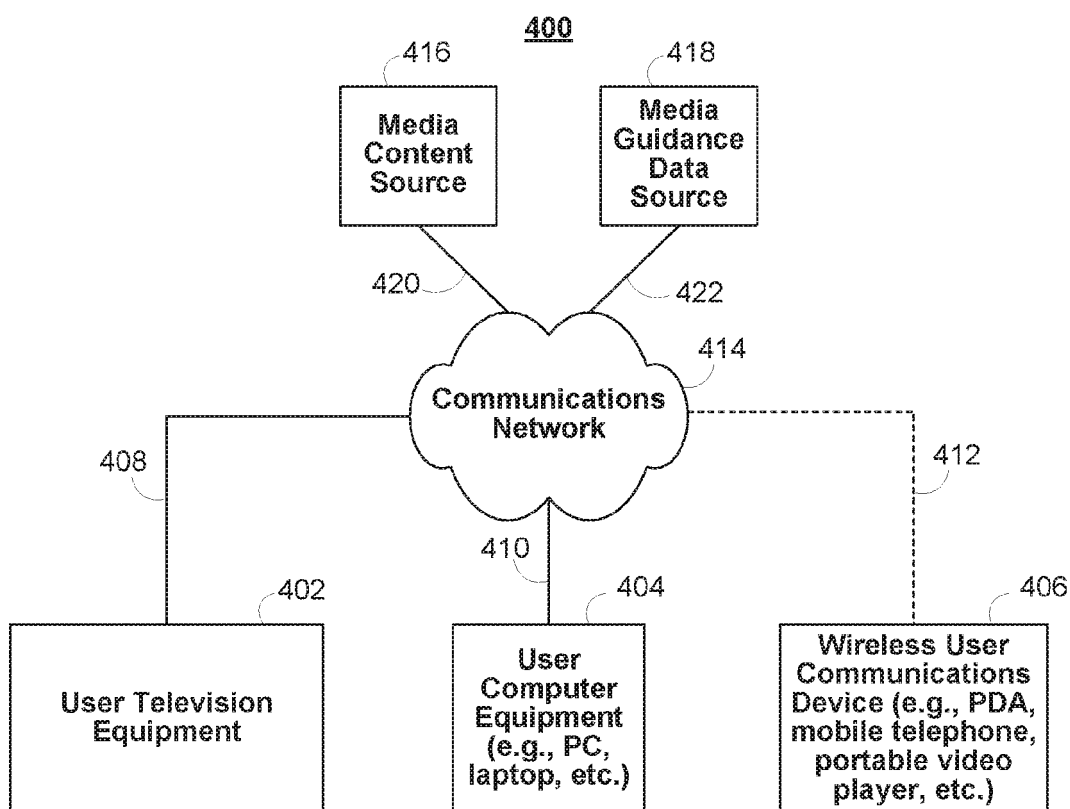 400
416
418
Media
Content
Source
Media
Guidance
Data
Source
420
422
414
Communications
Network
408
412
410
402
404
406
User Television
Equipment
User
Computer
Equipment
(e.g., PC,
laptop, etc.)
Wireless User
Communications
Device (e.g., PDA,
mobile telephone,
portable video
player, etc.)